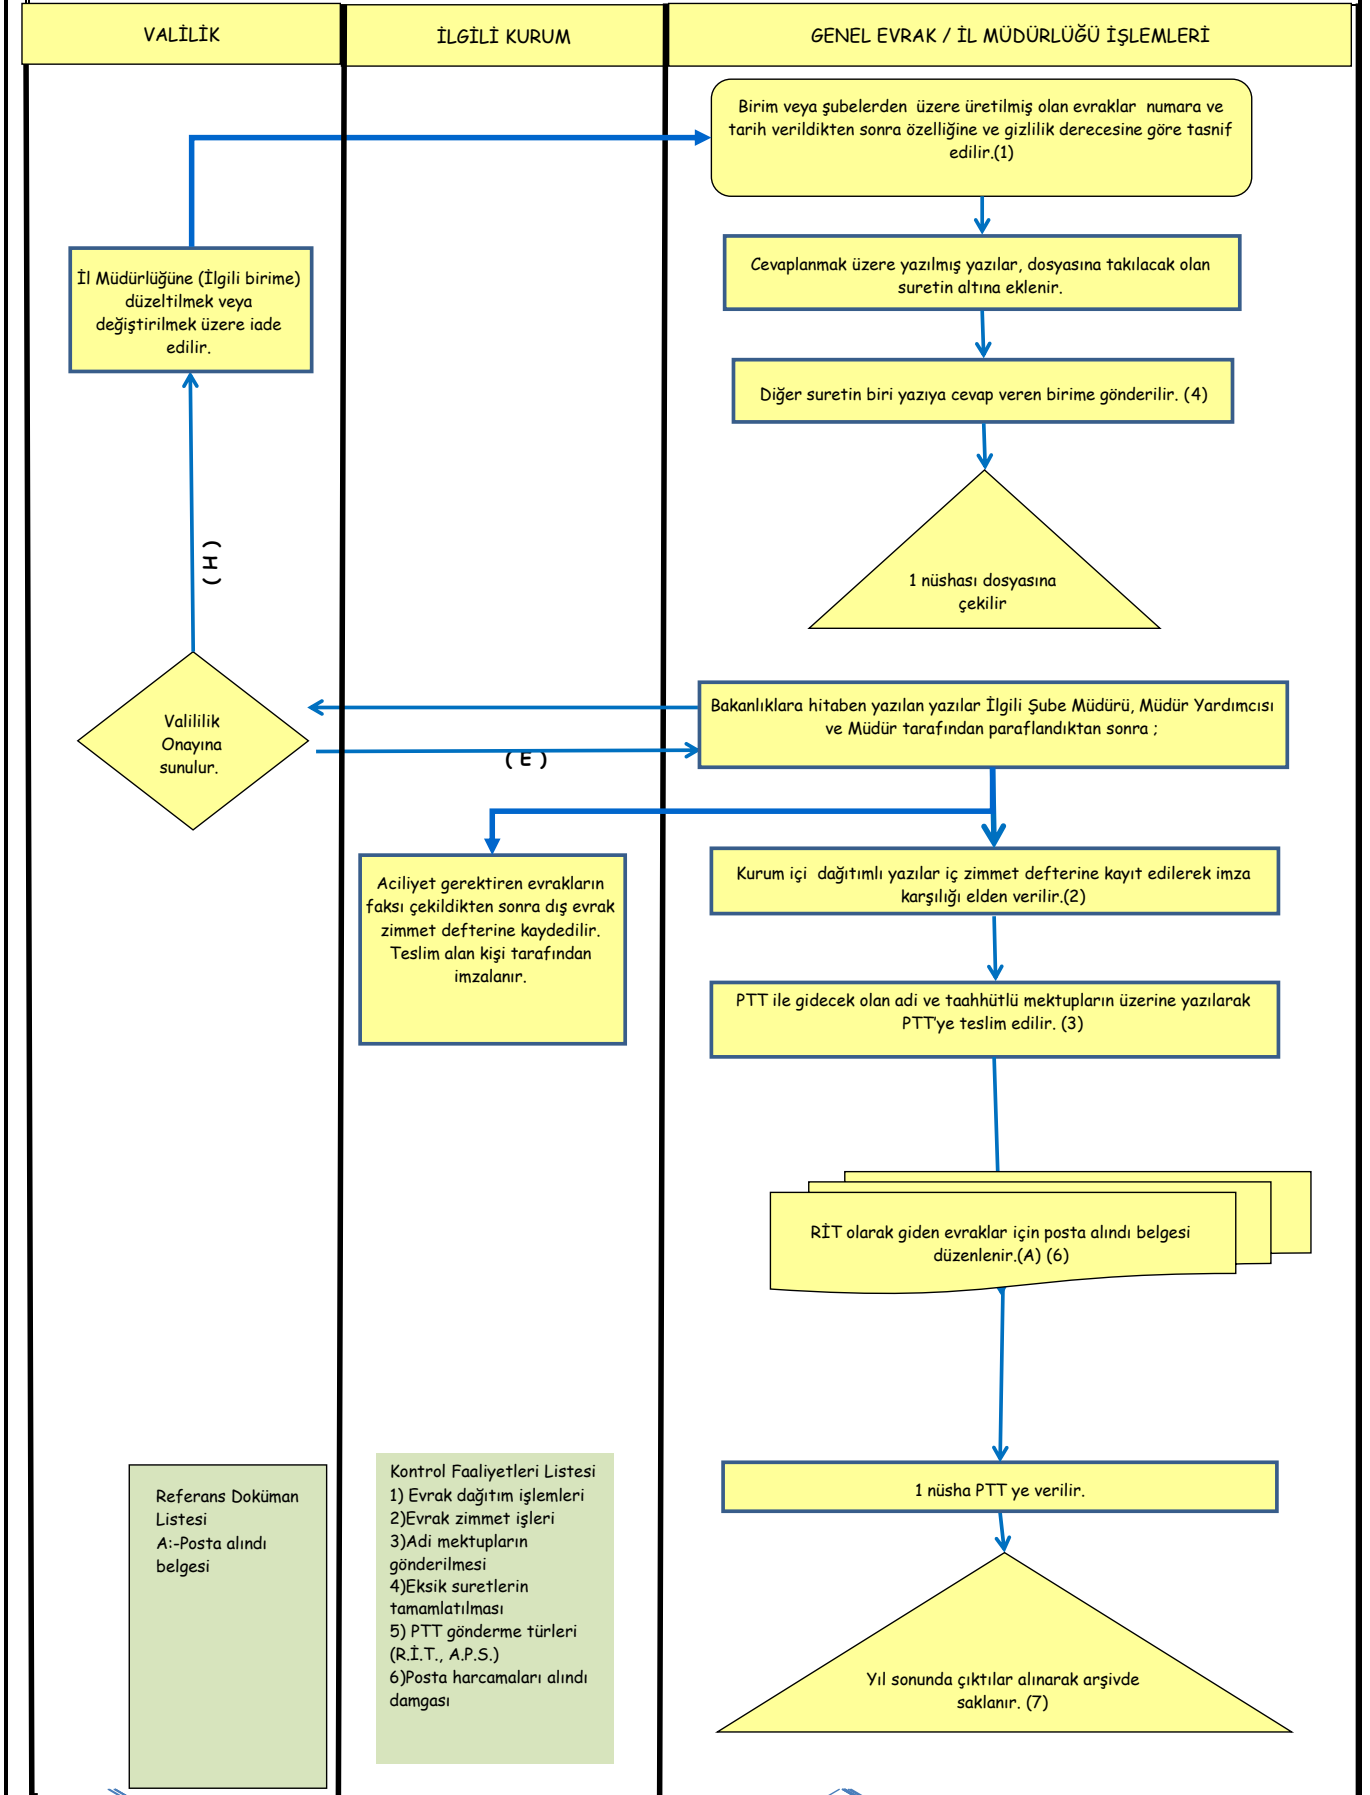 VALİLİK
İLGİLİ KURUM
GENEL EVRAK / İL MÜDÜRLÜĞÜ İŞLEMLERİ
Birim veya şubelerden üzere üretilmiş olan evraklar numara ve
tarih verildikten sonra özelliğine ve gizlilik derecesine göre tasnif
edilir.(1)
Cevaplanmak üzere yazılmış yazılar, dosyasına takılacak olan
suretin altına eklenir.
İl Müdürlüğüne (İlgili birime)
düzeltilmek veya
değiştirilmek üzere iade
edilir.
Diğer suretin biri yazıya cevap veren birime gönderilir. (4)
1 nüshası dosyasına
çekilir
( H )
Valililik
Onayına
sunulur.
Bakanlıklara hitaben yazılan yazılar İlgili Şube Müdürü, Müdür Yardımcısı
ve Müdür tarafından paraflandıktan sonra ;
( E )
Aciliyet gerektiren evrakların
faksı çekildikten sonra dış evrak
zimmet defterine kaydedilir.
Teslim alan kişi tarafından
imzalanır.
Kurum içi dağıtımlı yazılar iç zimmet defterine kayıt edilerek imza
karşılığı elden verilir.(2)
PTT ile gidecek olan adi ve taahhütlü mektupların üzerine yazılarak
PTT'ye teslim edilir. (3)
RİT olarak giden evraklar için posta alındı belgesi
düzenlenir.(A) (6)
Referans Doküman
Listesi
A:-Posta alındı
belgesi
Kontrol Faaliyetleri Listesi
1) Evrak dağıtım işlemleri
2)Evrak zimmet işleri
3)Adi mektupların
gönderilmesi
4)Eksik suretlerin
tamamlatılması
5) PTT gönderme türleri
(R.İ.T., A.P.S.)
6)Posta harcamaları alındı
damgası
1 nüsha PTT ye verilir.
Yıl sonunda çıktılar alınarak arşivde
saklanır. (7)